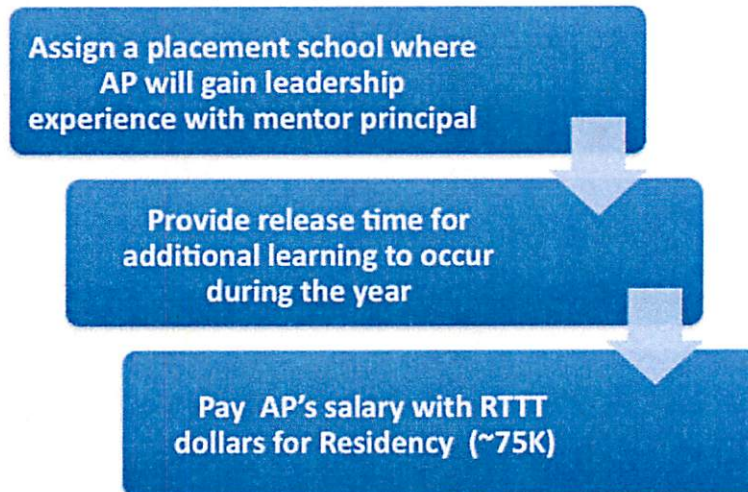 Assign a placement school where
AP will gain leadership
experience with mentor principal
Provide release time for
additional learning to occur
during the year
Pay AP's salary with RTTT
dollars for Residency (~75K)